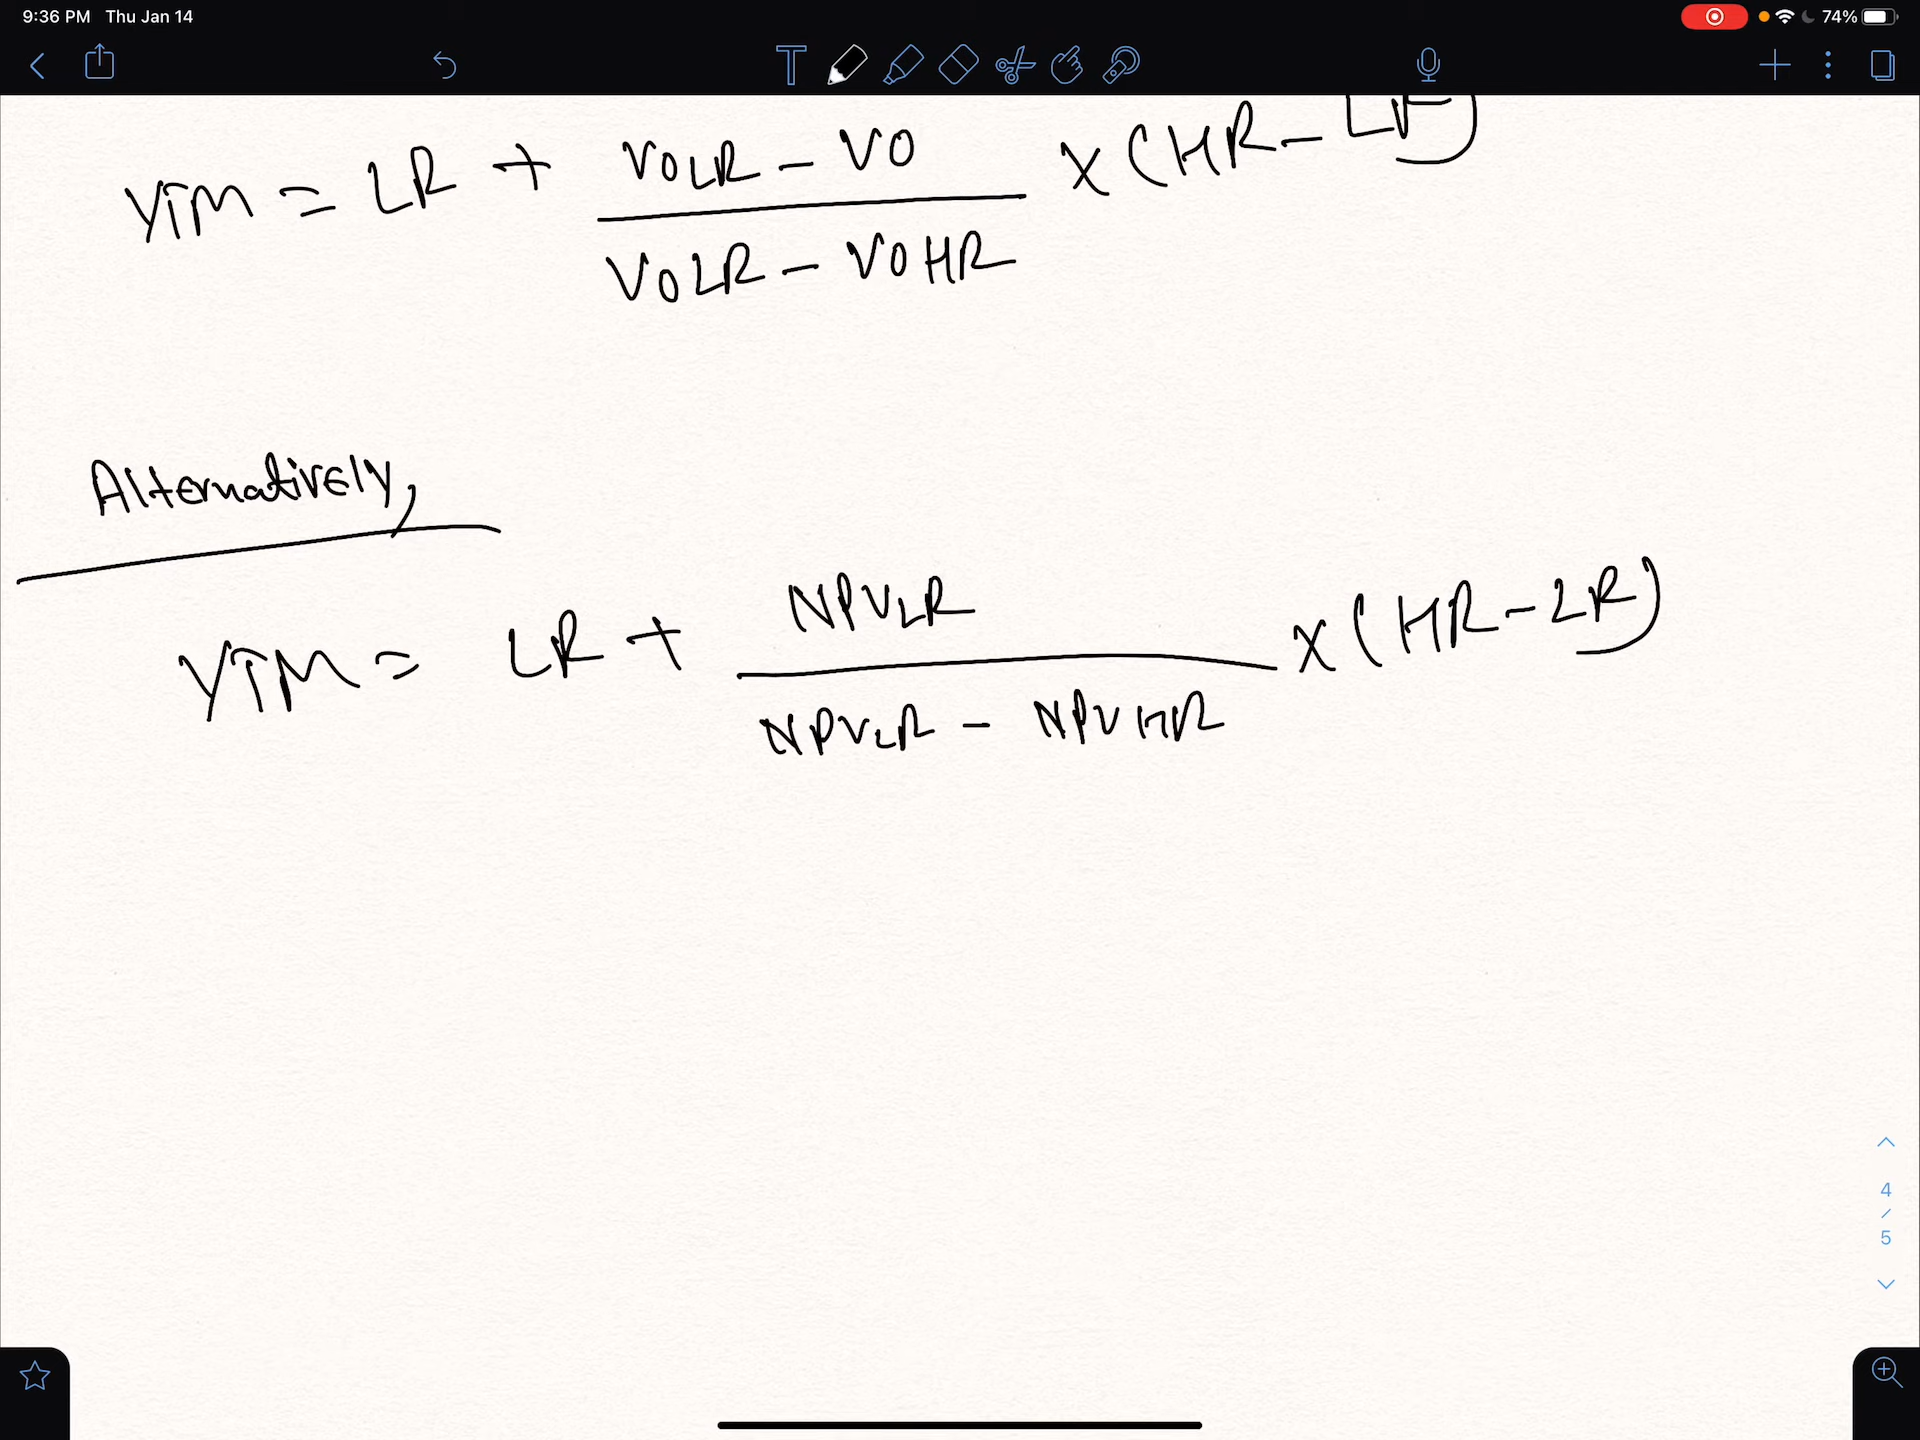 9:36 PM Thu Jan 14
74%
T
YTM = LR + VOLR - VO / VOLR - VOHR × (HR - LR)
Alternatively,
YTM = LR + NPVLR / NPVLR - NPVHR × (HR - LR)
4
/
5